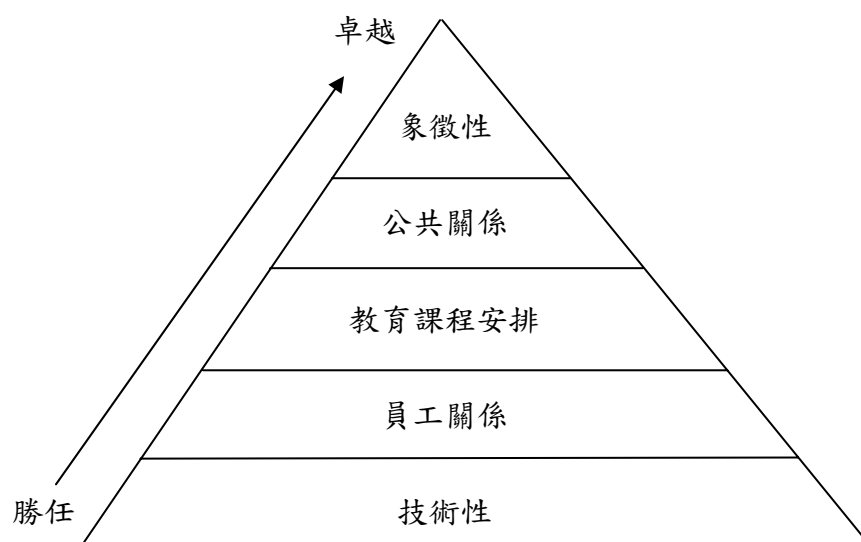 卓越
象徵性
公共關係
教育課程安排
員工關係
勝任
技術性